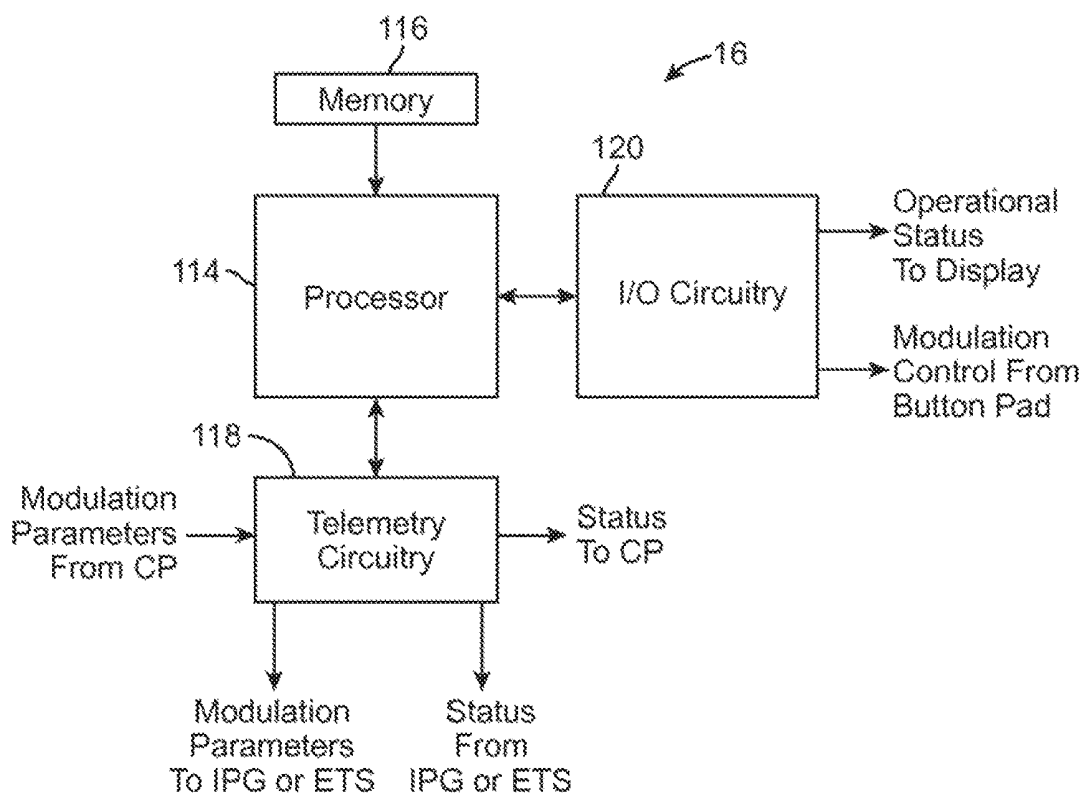 116
Memory
16
120
114
Processor
I/O Circuitry
Operational
Status
To Display
Modulation
Control From
Button Pad
118
Modulation
Parameters
From CP
Telemetry
Circuitry
Status
To CP
Modulation
Parameters
To IPG or ETS
Status
From
IPG or ETS